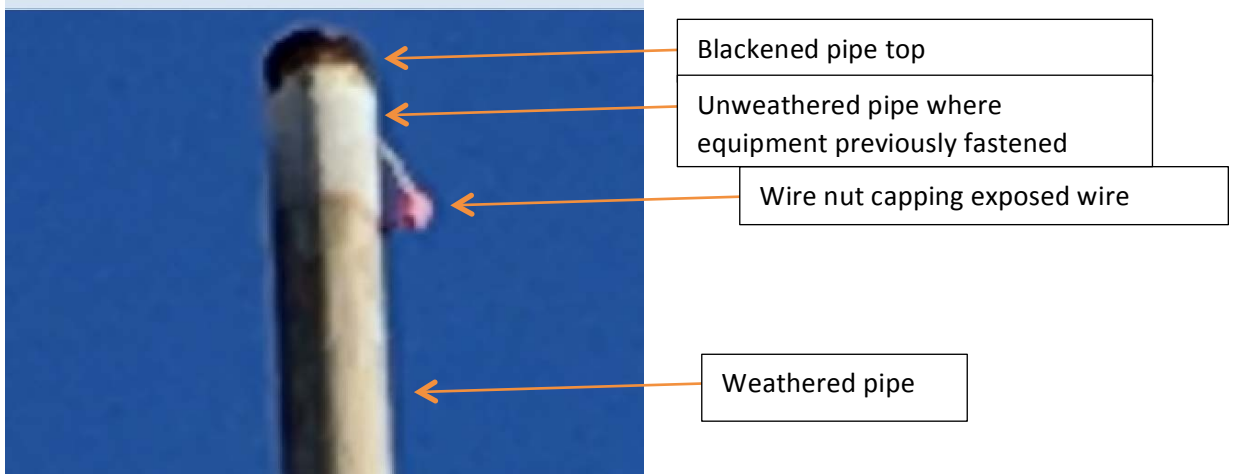 Blackened pipe top
Unweathered pipe where
equipment previously fastened
Wire nut capping exposed wire
Weathered pipe